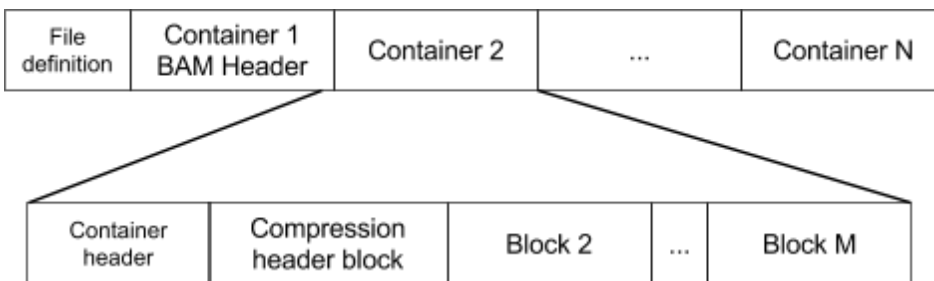 File
definition
Container 1
BAM Header
Container 2
...
Container N
Container
header
Compression
header block
Block 2
...
Block M